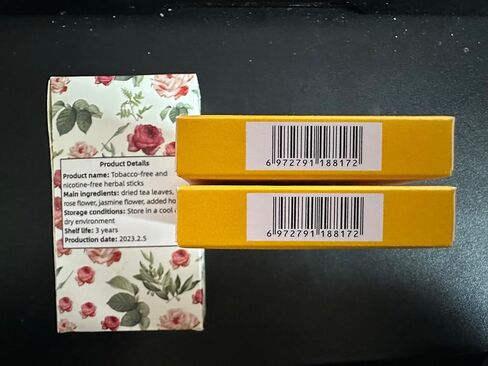 Product Details
Product name: Tobacco-free and
nicotine-free herbal sticks
Main ingredients: dried tea leaves,
rose flower, jasmine flower, added ho
Storage conditions: Store in a cool
dry environment
Shelf life: 3 years
Production date: 2023.2.5
6 972791 188172
6 972791 188172